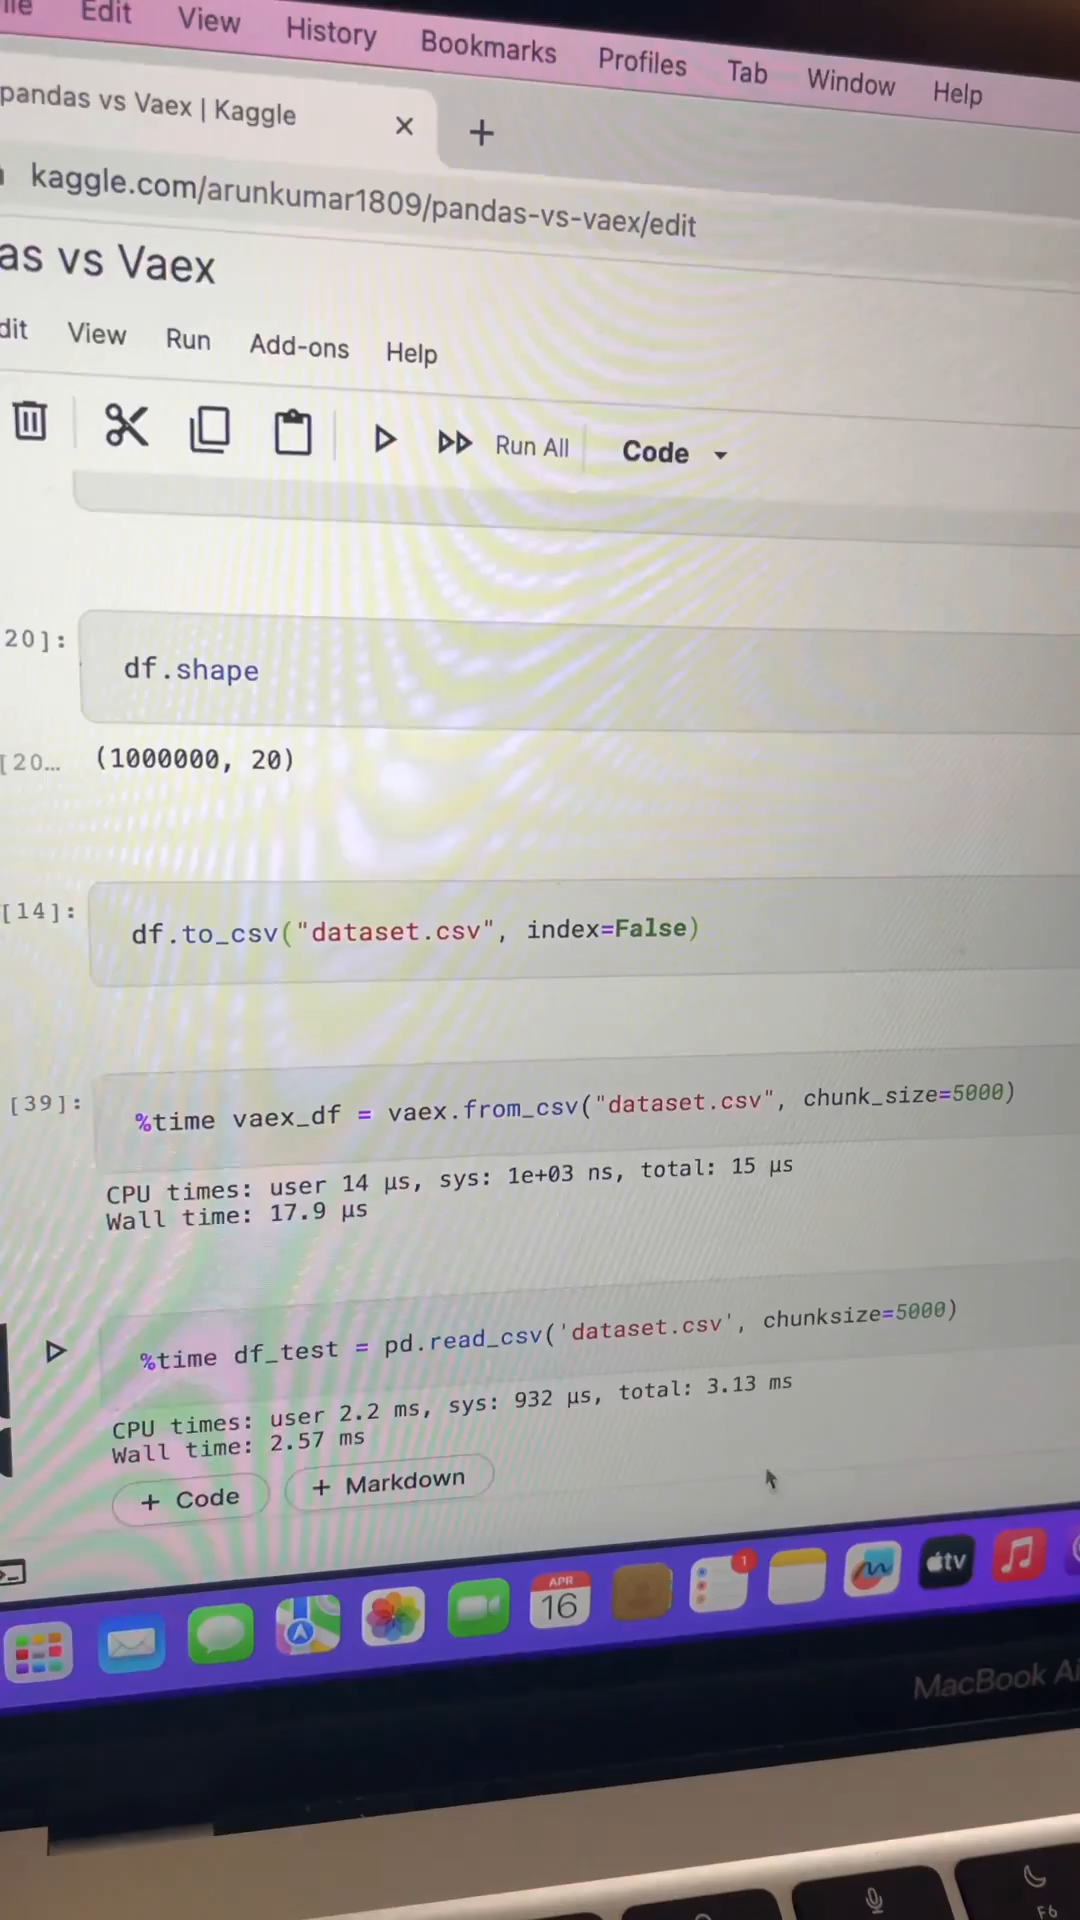 Edit View History Bookmarks Profiles Tab Window Help
pandas vs Vaex | Kaggle
kaggle.com/arunkumar1809/pandas-vs-vaex/edit
as vs Vaex
dit View Run Add-ons Help
Run All Code
20]:
df.shape
[20… (1000000, 20)
[14]:
df.to_csv("dataset.csv", index=False)
[39]:
%time vaex_df = vaex.from_csv("dataset.csv", chunk_size=5000)
CPU times: user 14 µs, sys: 1e+03 ns, total: 15 µs
Wall time: 17.9 µs
%time df_test = pd.read_csv('dataset.csv', chunksize=5000)
CPU times: user 2.2 ms, sys: 932 µs, total: 3.13 ms
Wall time: 2.57 ms
+ Code + Markdown
APR
16
1
tv
MacBook Ai
F6